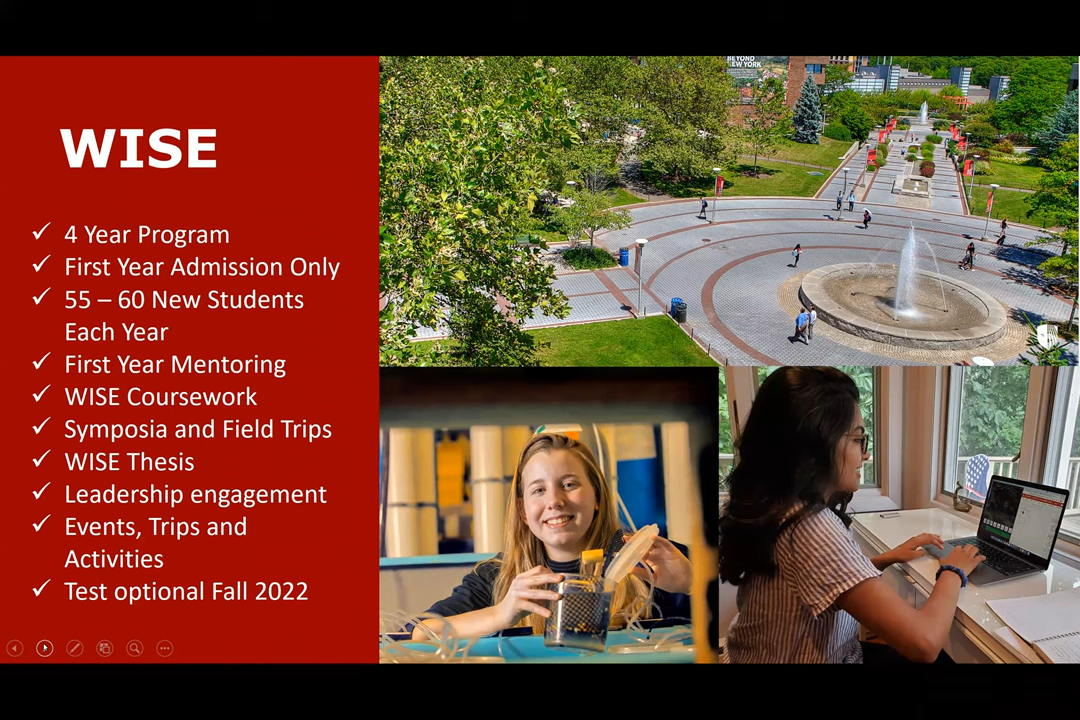 WISE
✓ 4 Year Program
✓ First Year Admission Only
✓ 55 – 60 New Students
Each Year
✓ First Year Mentoring
✓ WISE Coursework
✓ Symposia and Field Trips
✓ WISE Thesis
✓ Leadership engagement
✓ Events, Trips and
Activities
✓ Test optional Fall 2022
BEYOND
EW YORK